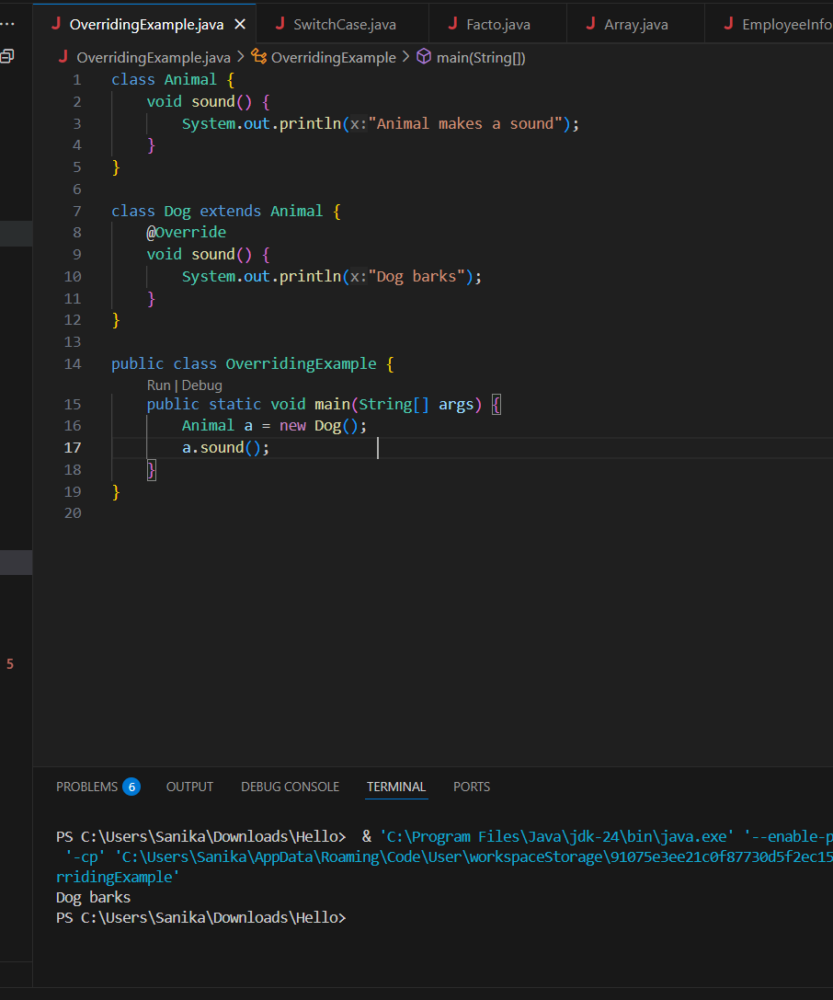 OverridingExample.java SwitchCase.java Facto.java Array.java EmployeeInfo
OverridingExample.java > OverridingExample > main(String[])
1 class Animal {
2 void sound() {
3 System.out.println(x:"Animal makes a sound");
4 }
5 }
6
7 class Dog extends Animal {
8 @Override
9 void sound() {
10 System.out.println(x:"Dog barks");
11 }
12 }
13
14 public class OverridingExample {
Run | Debug
15 public static void main(String[] args) {
16 Animal a = new Dog();
17 a.sound();
18 }
19 }
20
5
PROBLEMS 6 OUTPUT DEBUG CONSOLE TERMINAL PORTS
PS C:\Users\Sanika\Downloads\Hello> & 'C:\Program Files\Java\jdk-24\bin\java.exe' '--enable-p
'-cp' 'C:\Users\Sanika\AppData\Roaming\Code\User\workspaceStorage\91075e3ee21c0f87730d5f2ec15
rridingExample'
Dog barks
PS C:\Users\Sanika\Downloads\Hello>